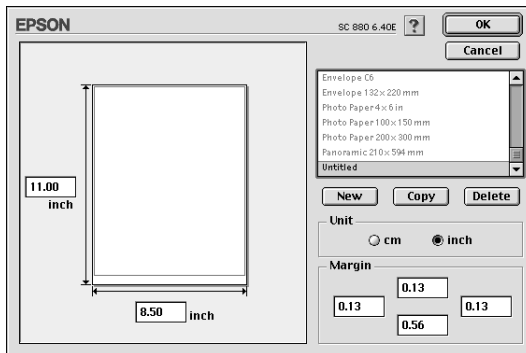 EPSON
SC 880 6.40E
?
OK
Cancel
Envelope C6
Envelope 132×220 mm
Photo Paper 4×6 in
Photo Paper 100×150 mm
Photo Paper 200×300 mm
Panoramic 210×594 mm
Untitled
New Copy Delete
11.00
inch
8.50 inch
Unit
cm inch
Margin
0.13
0.13 0.13
0.56